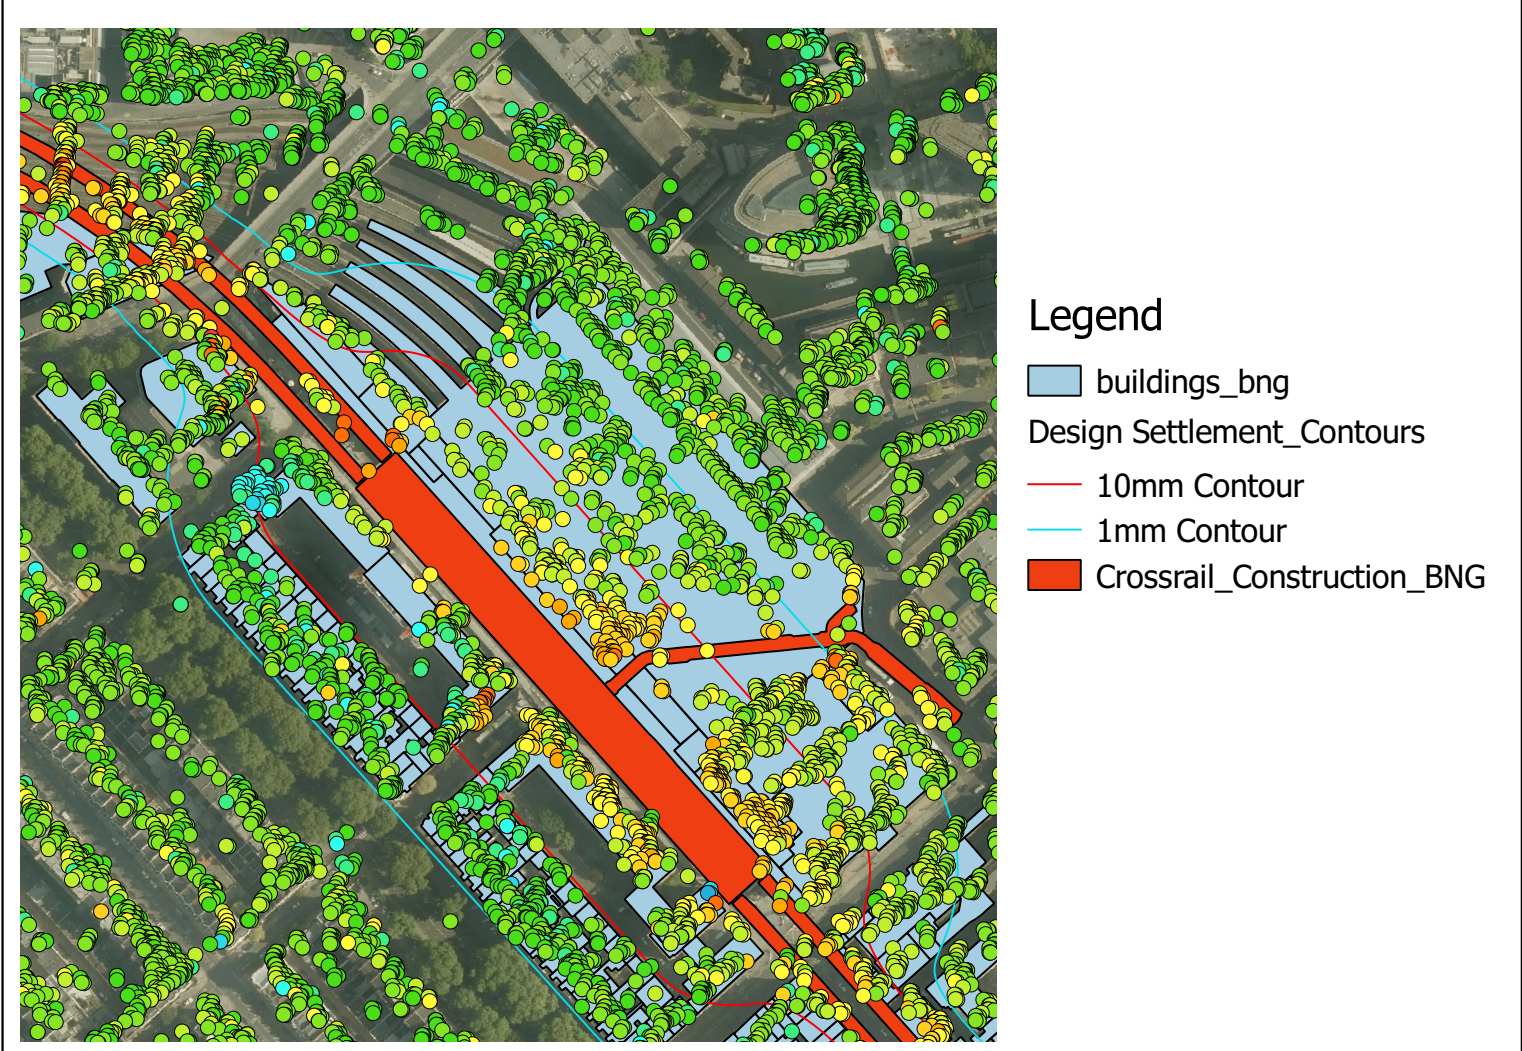 Legend
buildings_bng
Design Settlement_Contours
10mm Contour
1mm Contour
Crossrail_Construction_BNG